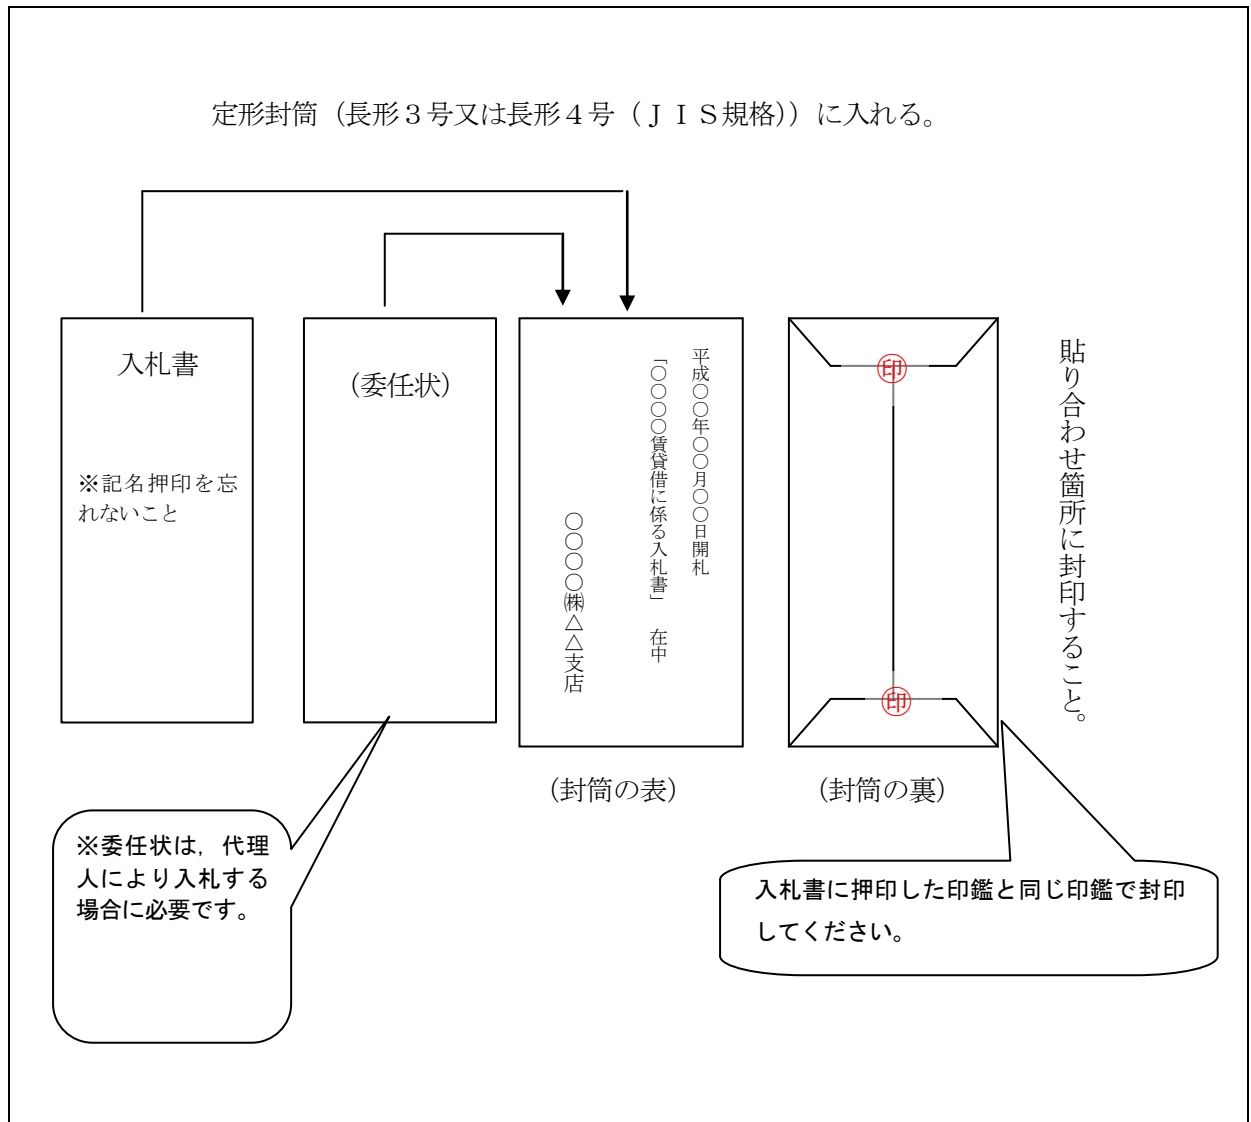 定形封筒（長形３号又は長形４号（ＪＩＳ規格））に入れる。
入札書
※記名押印を忘
れないこと
（委任状）
平成〇〇年〇〇月〇〇日開札
「〇〇〇〇賃貸借に係る入札書」　在中
〇〇〇〇㈱△△支店
印
印
貼り合わせ箇所に封印すること。
（封筒の表）
（封筒の裏）
※委任状は，代理
人により入札する
場合に必要です。
入札書に押印した印鑑と同じ印鑑で封印
してください。